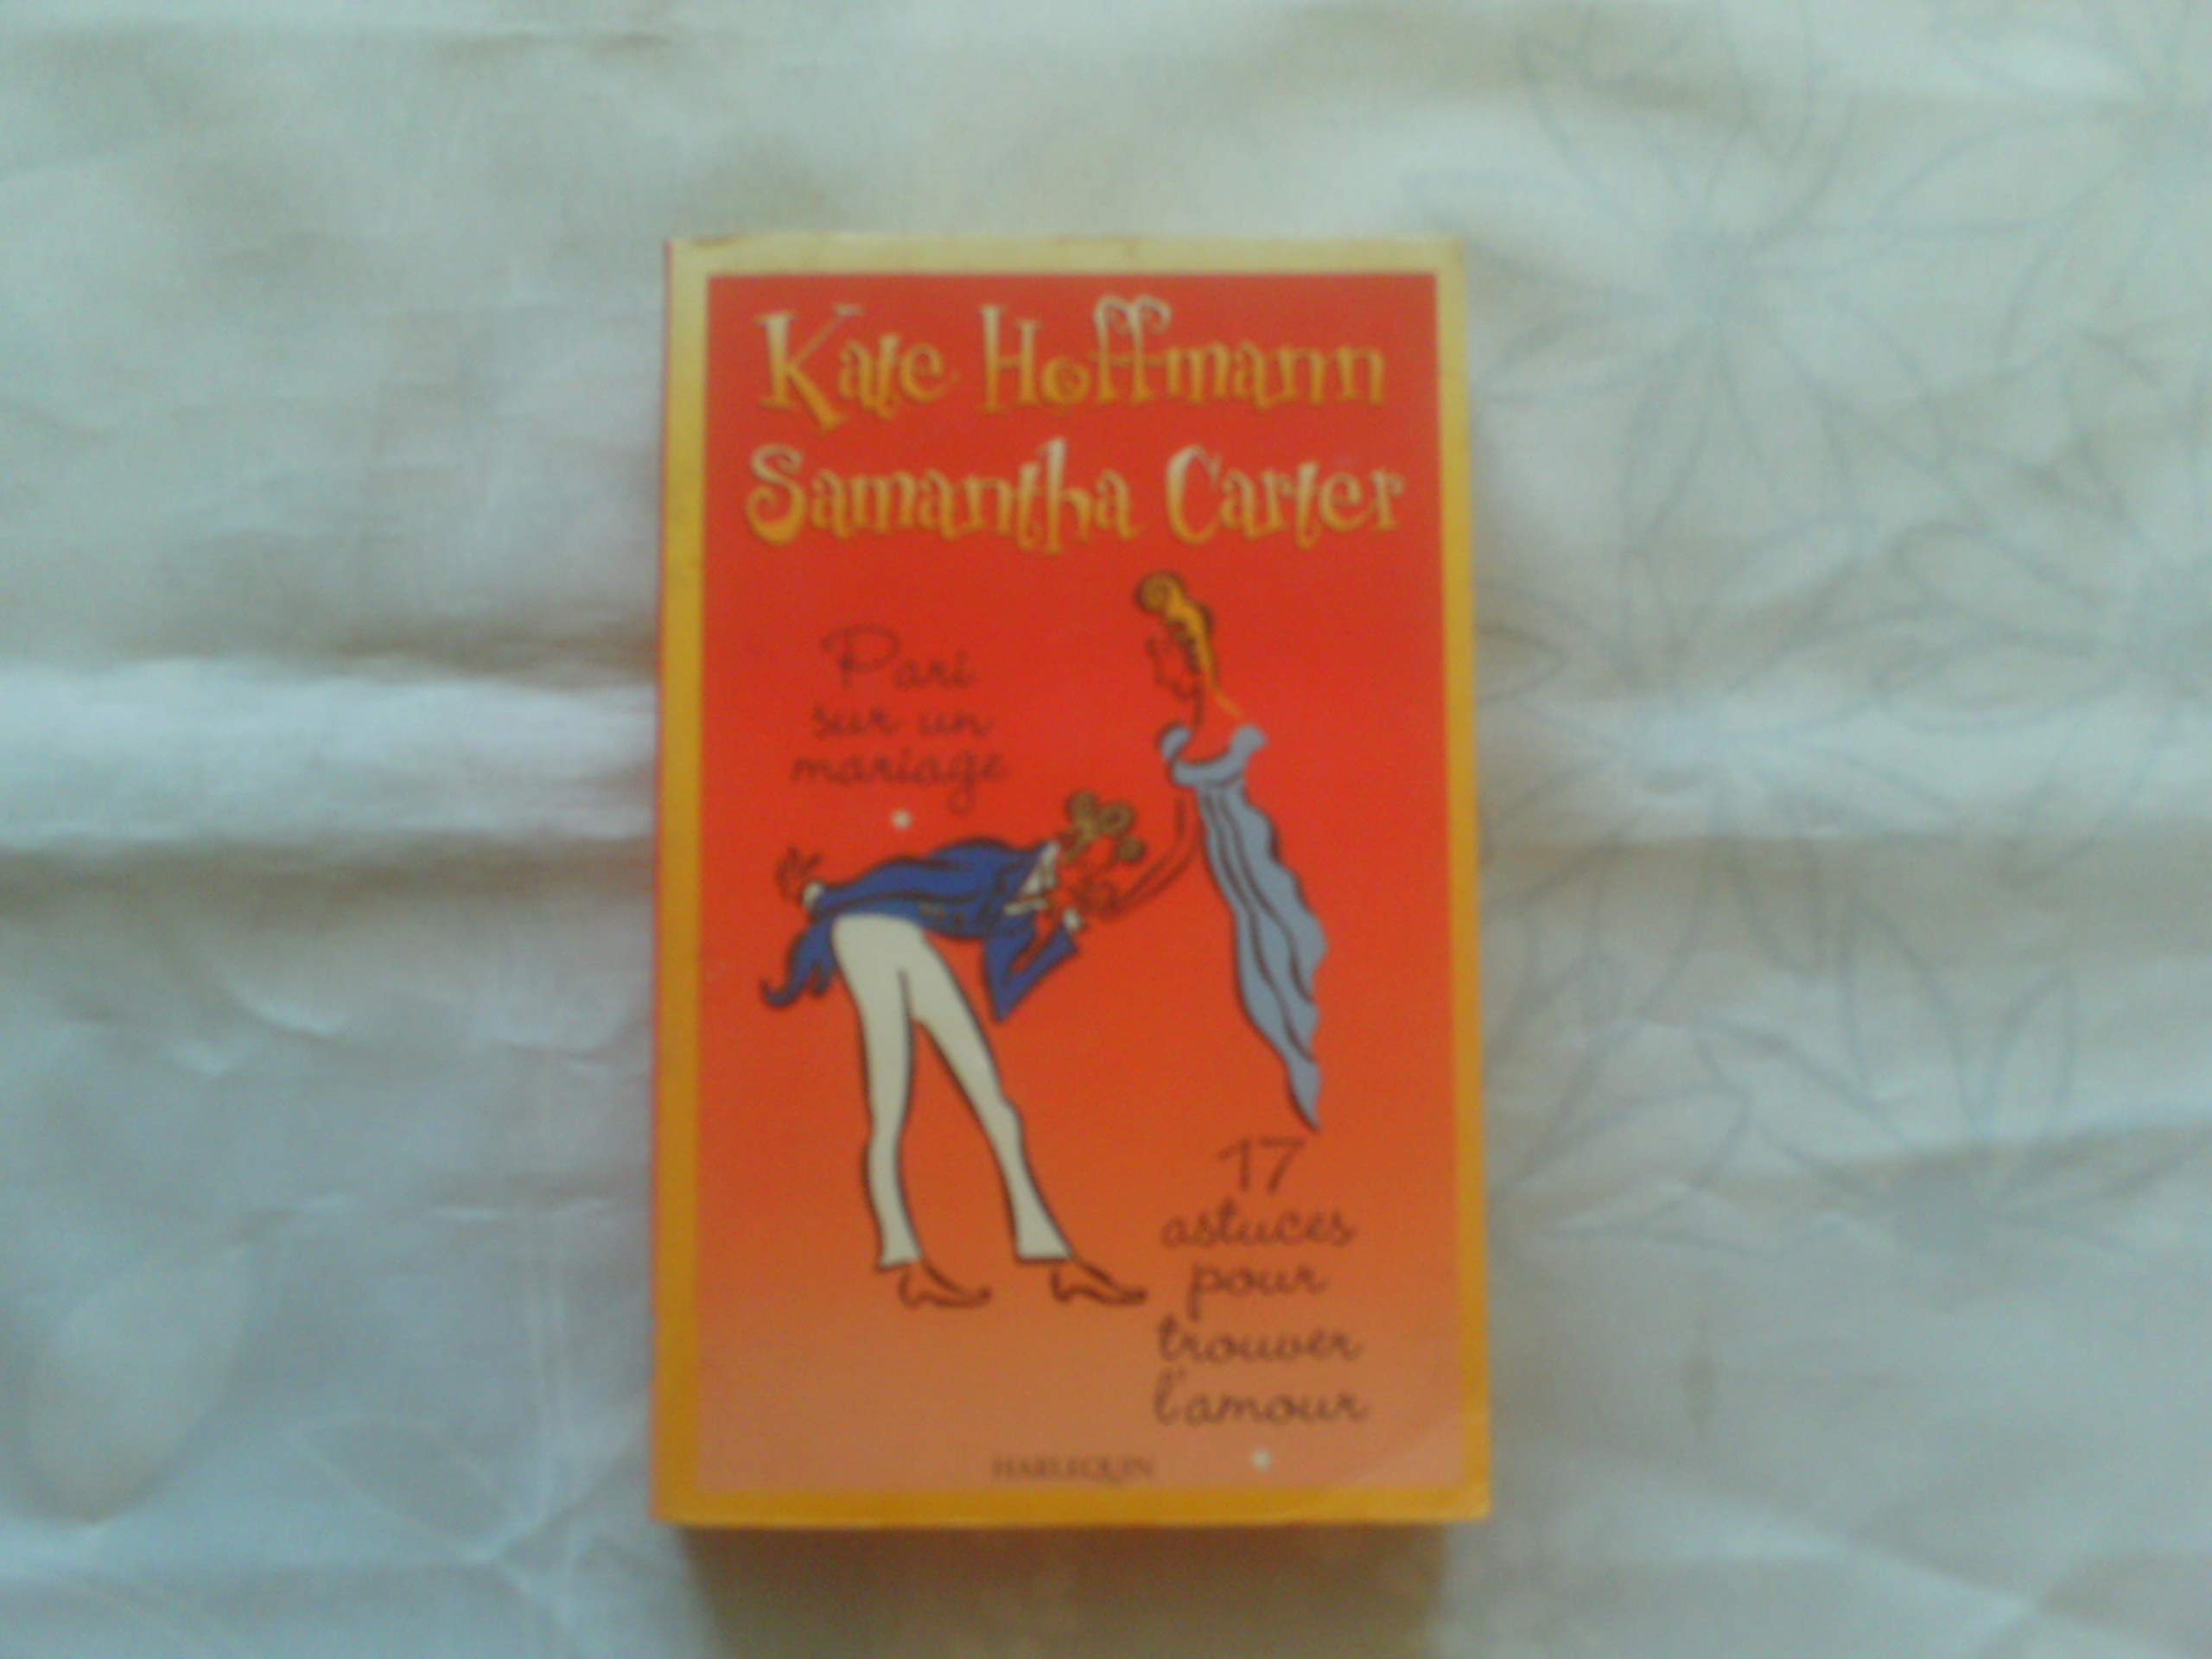 Kate Hoffmann
Samantha Carter
Pari
sur un
mariage
17
astuces
pour
trouver
l'amour
HARLEQUIN